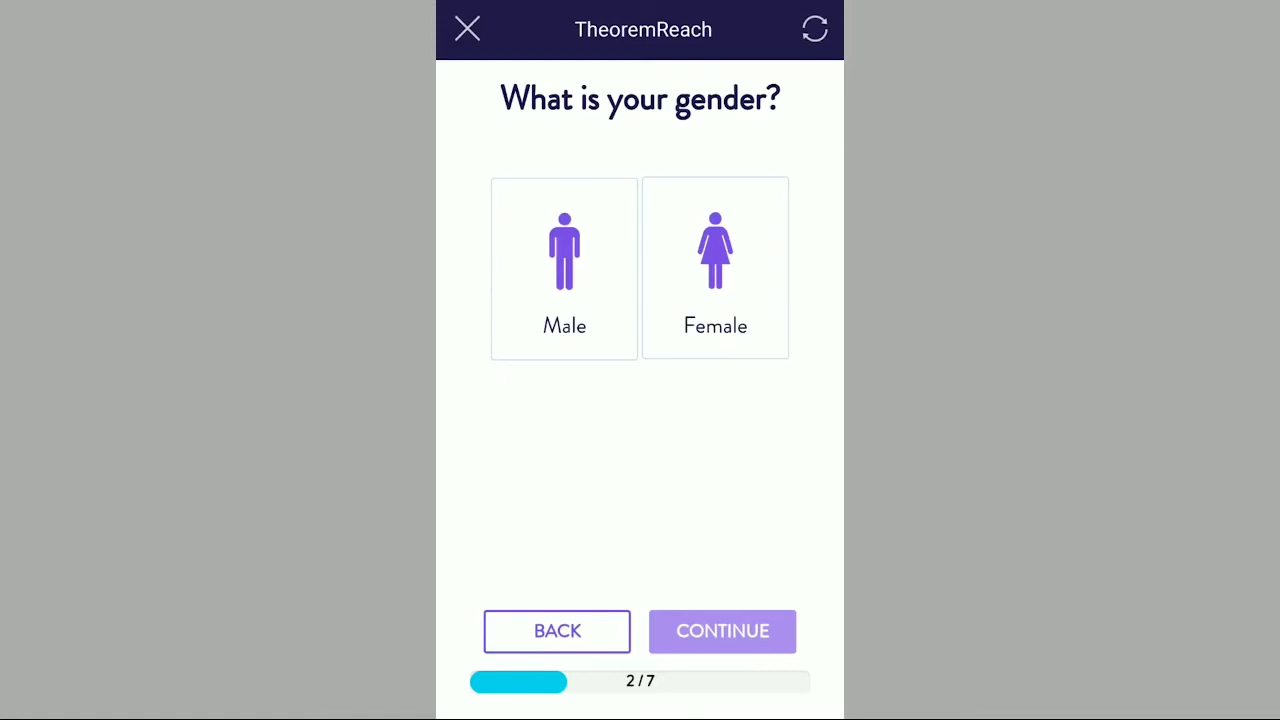 TheoremReach
What is your gender?
Male
Female
BACK
CONTINUE
2 / 7